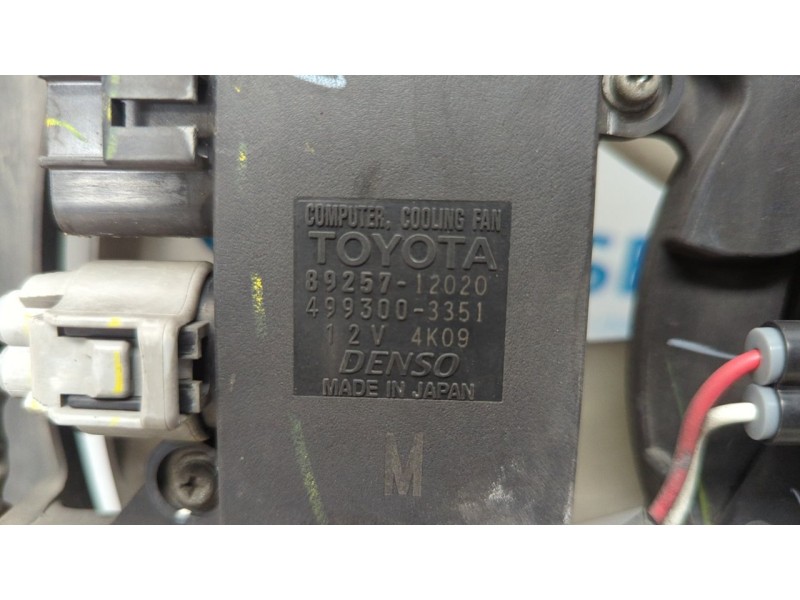 COMPUTER, COOLING FAN
TOYOTA
89257-12020
499300-3351
12V 4K09
DENSO
MADE IN JAPAN
M